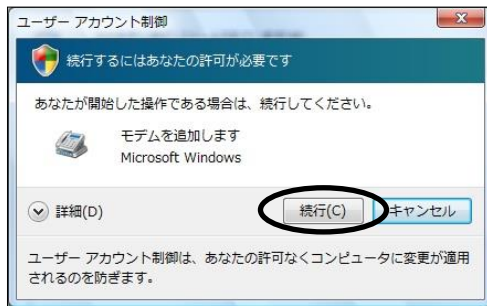 ユーザー アカウント制御
続行するにはあなたの許可が必要です
あなたが開始した操作である場合は、続行してください。
モデムを追加します
Microsoft Windows
詳細(D)
続行(C)
キャンセル
ユーザー アカウント制御は、あなたの許可なくコンピュータに変更が適用
されるのを防ぎます。